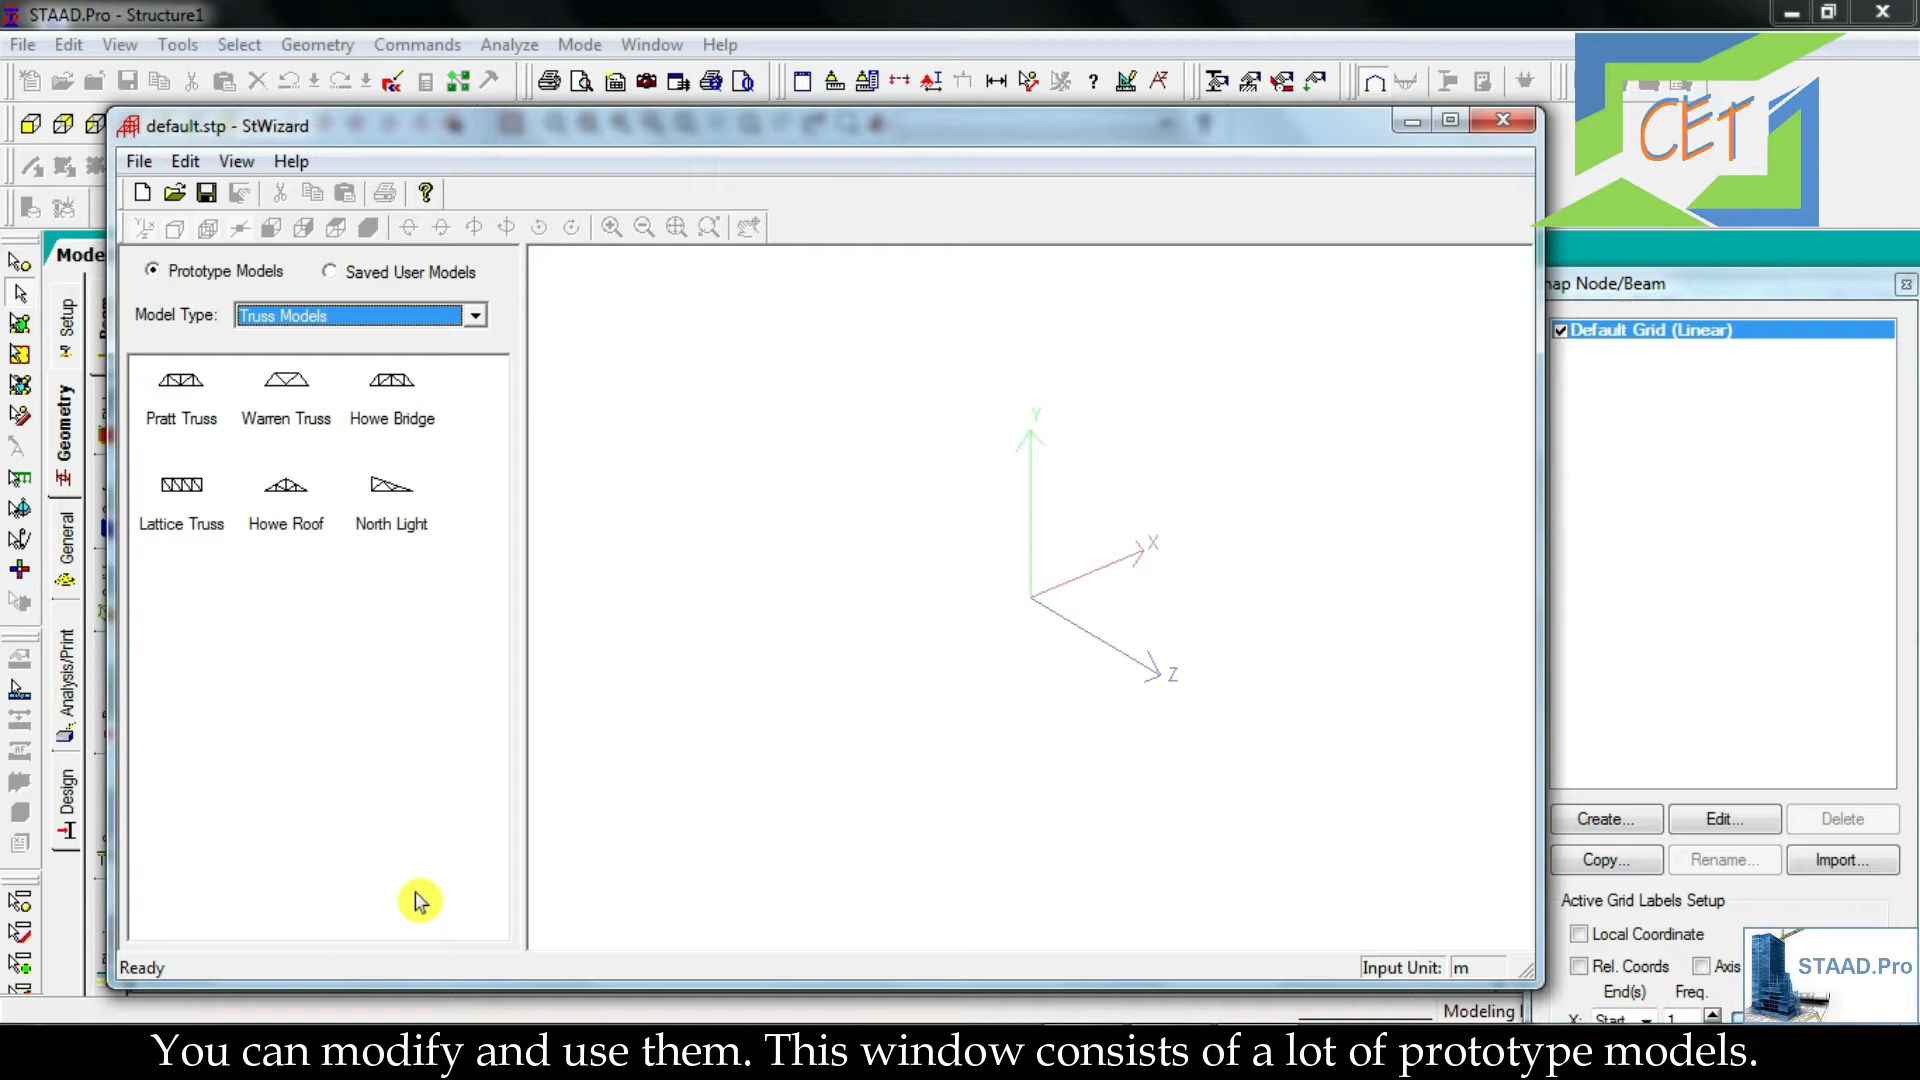 STAAD.Pro - Structure1
File Edit View Tools Select Geometry Commands Analyze Mode Window Help
CET
default.stp - StWizard
File Edit View Help
Mode
Prototype Models
Saved User Models
Model Type:
Truss Models
Pratt Truss
Warren Truss
Howe Bridge
Lattice Truss
Howe Roof
North Light
Y
X
Z
Setup
Geometry
General
Analysis/Print
Design
Ready
Input Unit: m
Modeling
nap Node/Beam
Default Grid (Linear)
Create...
Edit...
Delete
Copy...
Rename...
Import...
Active Grid Labels Setup
Local Coordinate
Rel. Coords
Axis
End(s) Freq.
X: Start 1
STAAD.Pro
You can modify and use them. This window consists of a lot of prototype models.